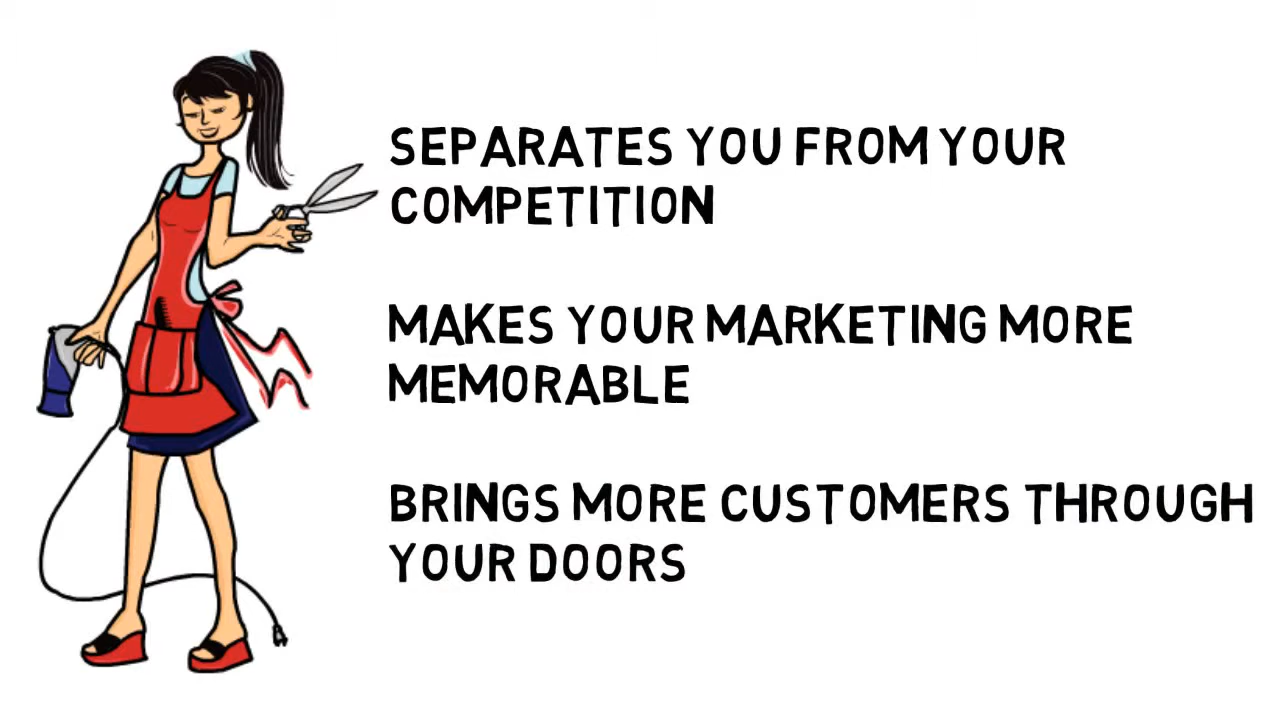 SEPARATES YOU FROM YOUR
COMPETITION
MAKES YOUR MARKETING MORE
MEMORABLE
BRINGS MORE CUSTOMERS THROUGH
YOUR DOORS